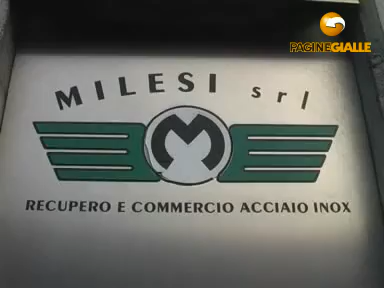 PAGINEGIALLE
MILESI srl
M
RECUPERO E COMMERCIO ACCIAIO INOX